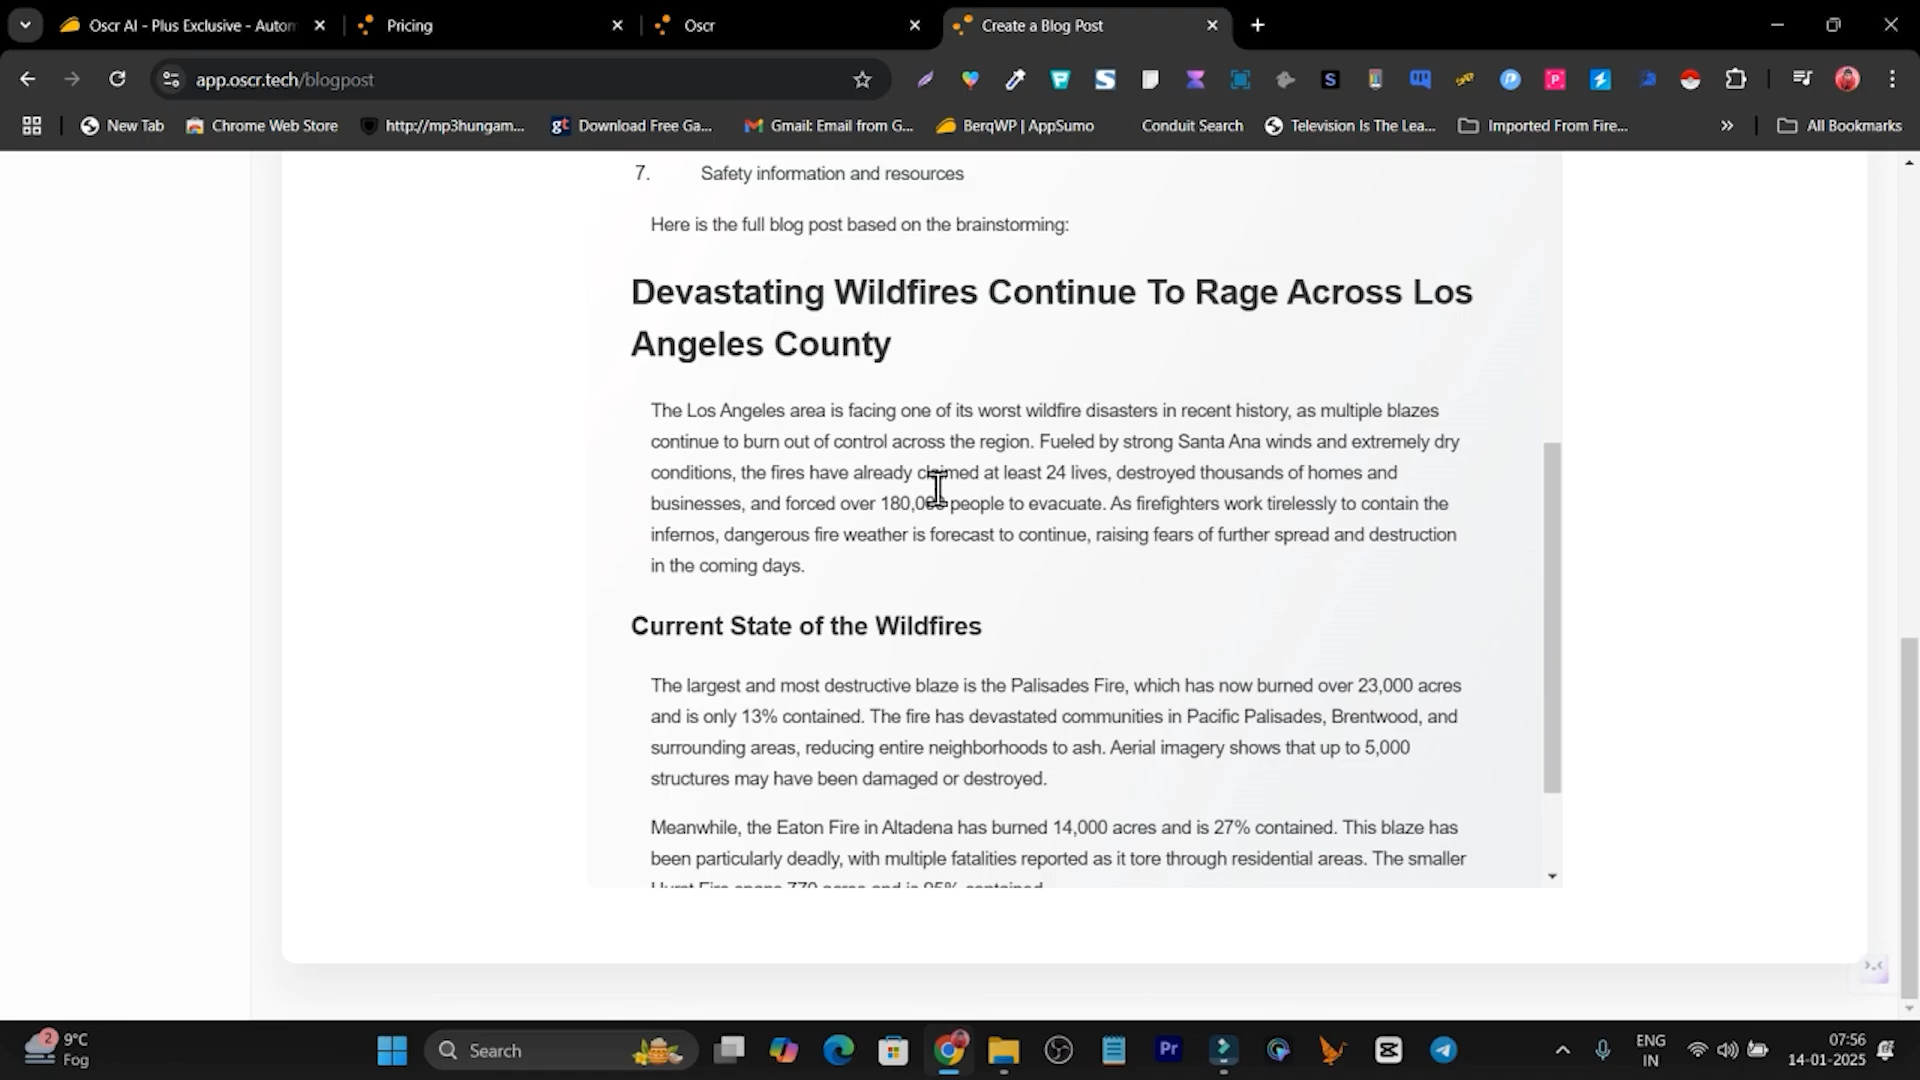 Oscr AI - Plus Exclusive - Autom
Pricing
Oscr
Create a Blog Post
app.oscr.tech/blogpost
New Tab
Chrome Web Store
http://mp3hungam...
Download Free Ga...
Gmail: Email from G...
BerqWP | AppSumo
Conduit Search
Television Is The Lea...
Imported From Fire...
All Bookmarks
7. Safety information and resources
Here is the full blog post based on the brainstorming:
Devastating Wildfires Continue To Rage Across Los
Angeles County
The Los Angeles area is facing one of its worst wildfire disasters in recent history, as multiple blazes
continue to burn out of control across the region. Fueled by strong Santa Ana winds and extremely dry
conditions, the fires have already claimed at least 24 lives, destroyed thousands of homes and
businesses, and forced over 180,000 people to evacuate. As firefighters work tirelessly to contain the
infernos, dangerous fire weather is forecast to continue, raising fears of further spread and destruction
in the coming days.
Current State of the Wildfires
The largest and most destructive blaze is the Palisades Fire, which has now burned over 23,000 acres
and is only 13% contained. The fire has devastated communities in Pacific Palisades, Brentwood, and
surrounding areas, reducing entire neighborhoods to ash. Aerial imagery shows that up to 5,000
structures may have been damaged or destroyed.
Meanwhile, the Eaton Fire in Altadena has burned 14,000 acres and is 27% contained. This blaze has
been particularly deadly, with multiple fatalities reported as it tore through residential areas. The smaller
Hurst Fire spans 779 acres and is 95% contained.
2
9°C
Fog
Search
Pr
ENG
IN
07:56
14-01-2025